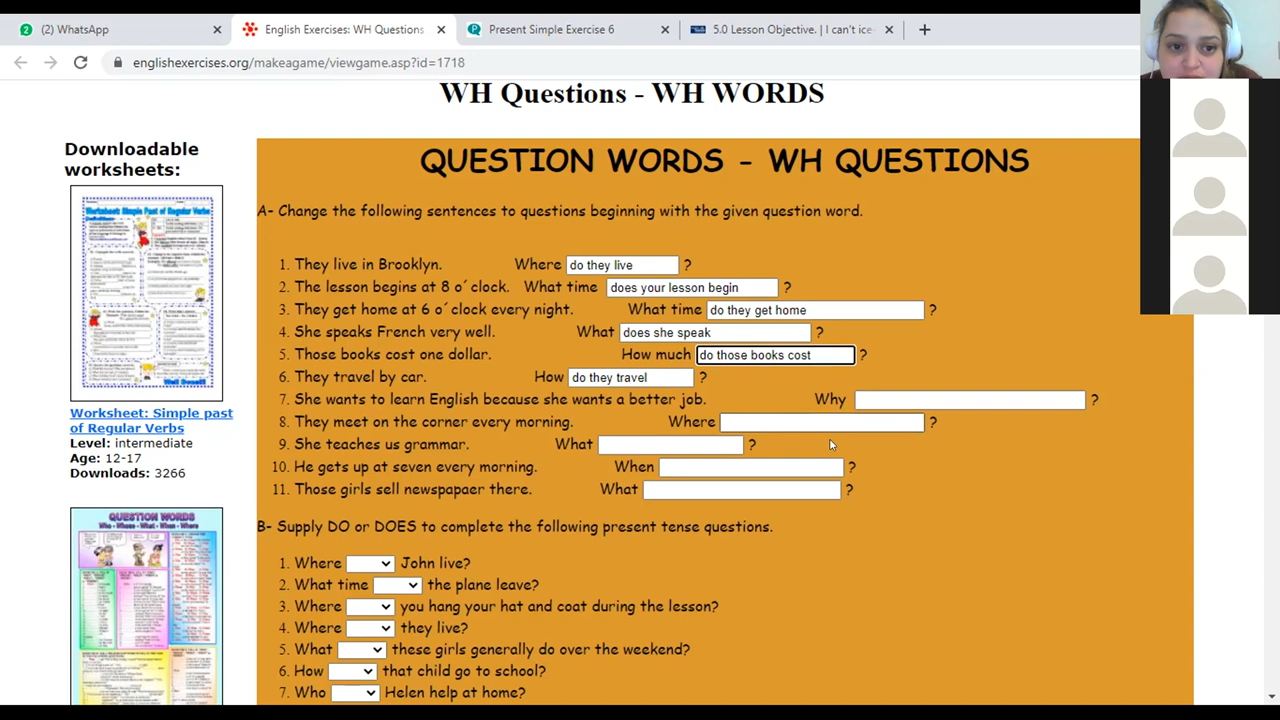 2 (2) WhatsApp
English Exercises: WH Questions
Present Simple Exercise 6
5.0 Lesson Objective. | I can't ice-
englishexercises.org/makeagame/viewgame.asp?id=1718
WH Questions - WH WORDS
Downloadable
worksheets:
Worksheet: Simple past
of Regular Verbs
Level: intermediate
Age: 12-17
Downloads: 3266
QUESTION WORDS
QUESTION WORDS - WH QUESTIONS
A- Change the following sentences to questions beginning with the given question word.
1. They live in Brooklyn. Where do they live ?
2. The lesson begins at 8 o´ clock. What time does your lesson begin ?
3. They get home at 6 o´ clock every night. What time do they get home ?
4. She speaks French very well. What does she speak ?
5. Those books cost one dollar. How much do those books cost ?
6. They travel by car. How do they travel ?
7. She wants to learn English because she wants a better job. Why ?
8. They meet on the corner every morning. Where ?
9. She teaches us grammar. What ?
10. He gets up at seven every morning. When ?
11. Those girls sell newspapaer there. What ?
B- Supply DO or DOES to complete the following present tense questions.
1. Where John live?
2. What time the plane leave?
3. Where you hang your hat and coat during the lesson?
4. Where they live?
5. What these girls generally do over the weekend?
6. How that child go to school?
7. Who Helen help at home?